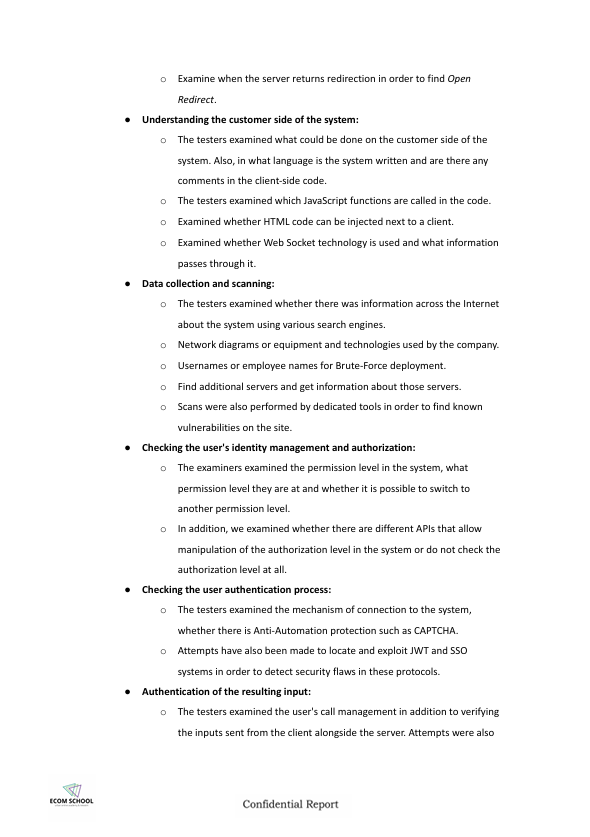 ○ Examine when the server returns redirection in order to find Open
Redirect.
● Understanding the customer side of the system:
○ The testers examined what could be done on the customer side of the
system. Also, in what language is the system written and are there any
comments in the client-side code.
○ The testers examined which JavaScript functions are called in the code.
○ Examined whether HTML code can be injected next to a client.
○ Examined whether Web Socket technology is used and what information
passes through it.
● Data collection and scanning:
○ The testers examined whether there was information across the Internet
about the system using various search engines.
○ Network diagrams or equipment and technologies used by the company.
○ Usernames or employee names for Brute-Force deployment.
○ Find additional servers and get information about those servers.
○ Scans were also performed by dedicated tools in order to find known
vulnerabilities on the site.
● Checking the user's identity management and authorization:
○ The examiners examined the permission level in the system, what
permission level they are at and whether it is possible to switch to
another permission level.
○ In addition, we examined whether there are different APIs that allow
manipulation of the authorization level in the system or do not check the
authorization level at all.
● Checking the user authentication process:
○ The testers examined the mechanism of connection to the system,
whether there is Anti-Automation protection such as CAPTCHA.
○ Attempts have also been made to locate and exploit JWT and SSO
systems in order to detect security flaws in these protocols.
● Authentication of the resulting input:
○ The testers examined the user's call management in addition to verifying
the inputs sent from the client alongside the server. Attempts were also
ECOM SCHOOL
Confidential Report